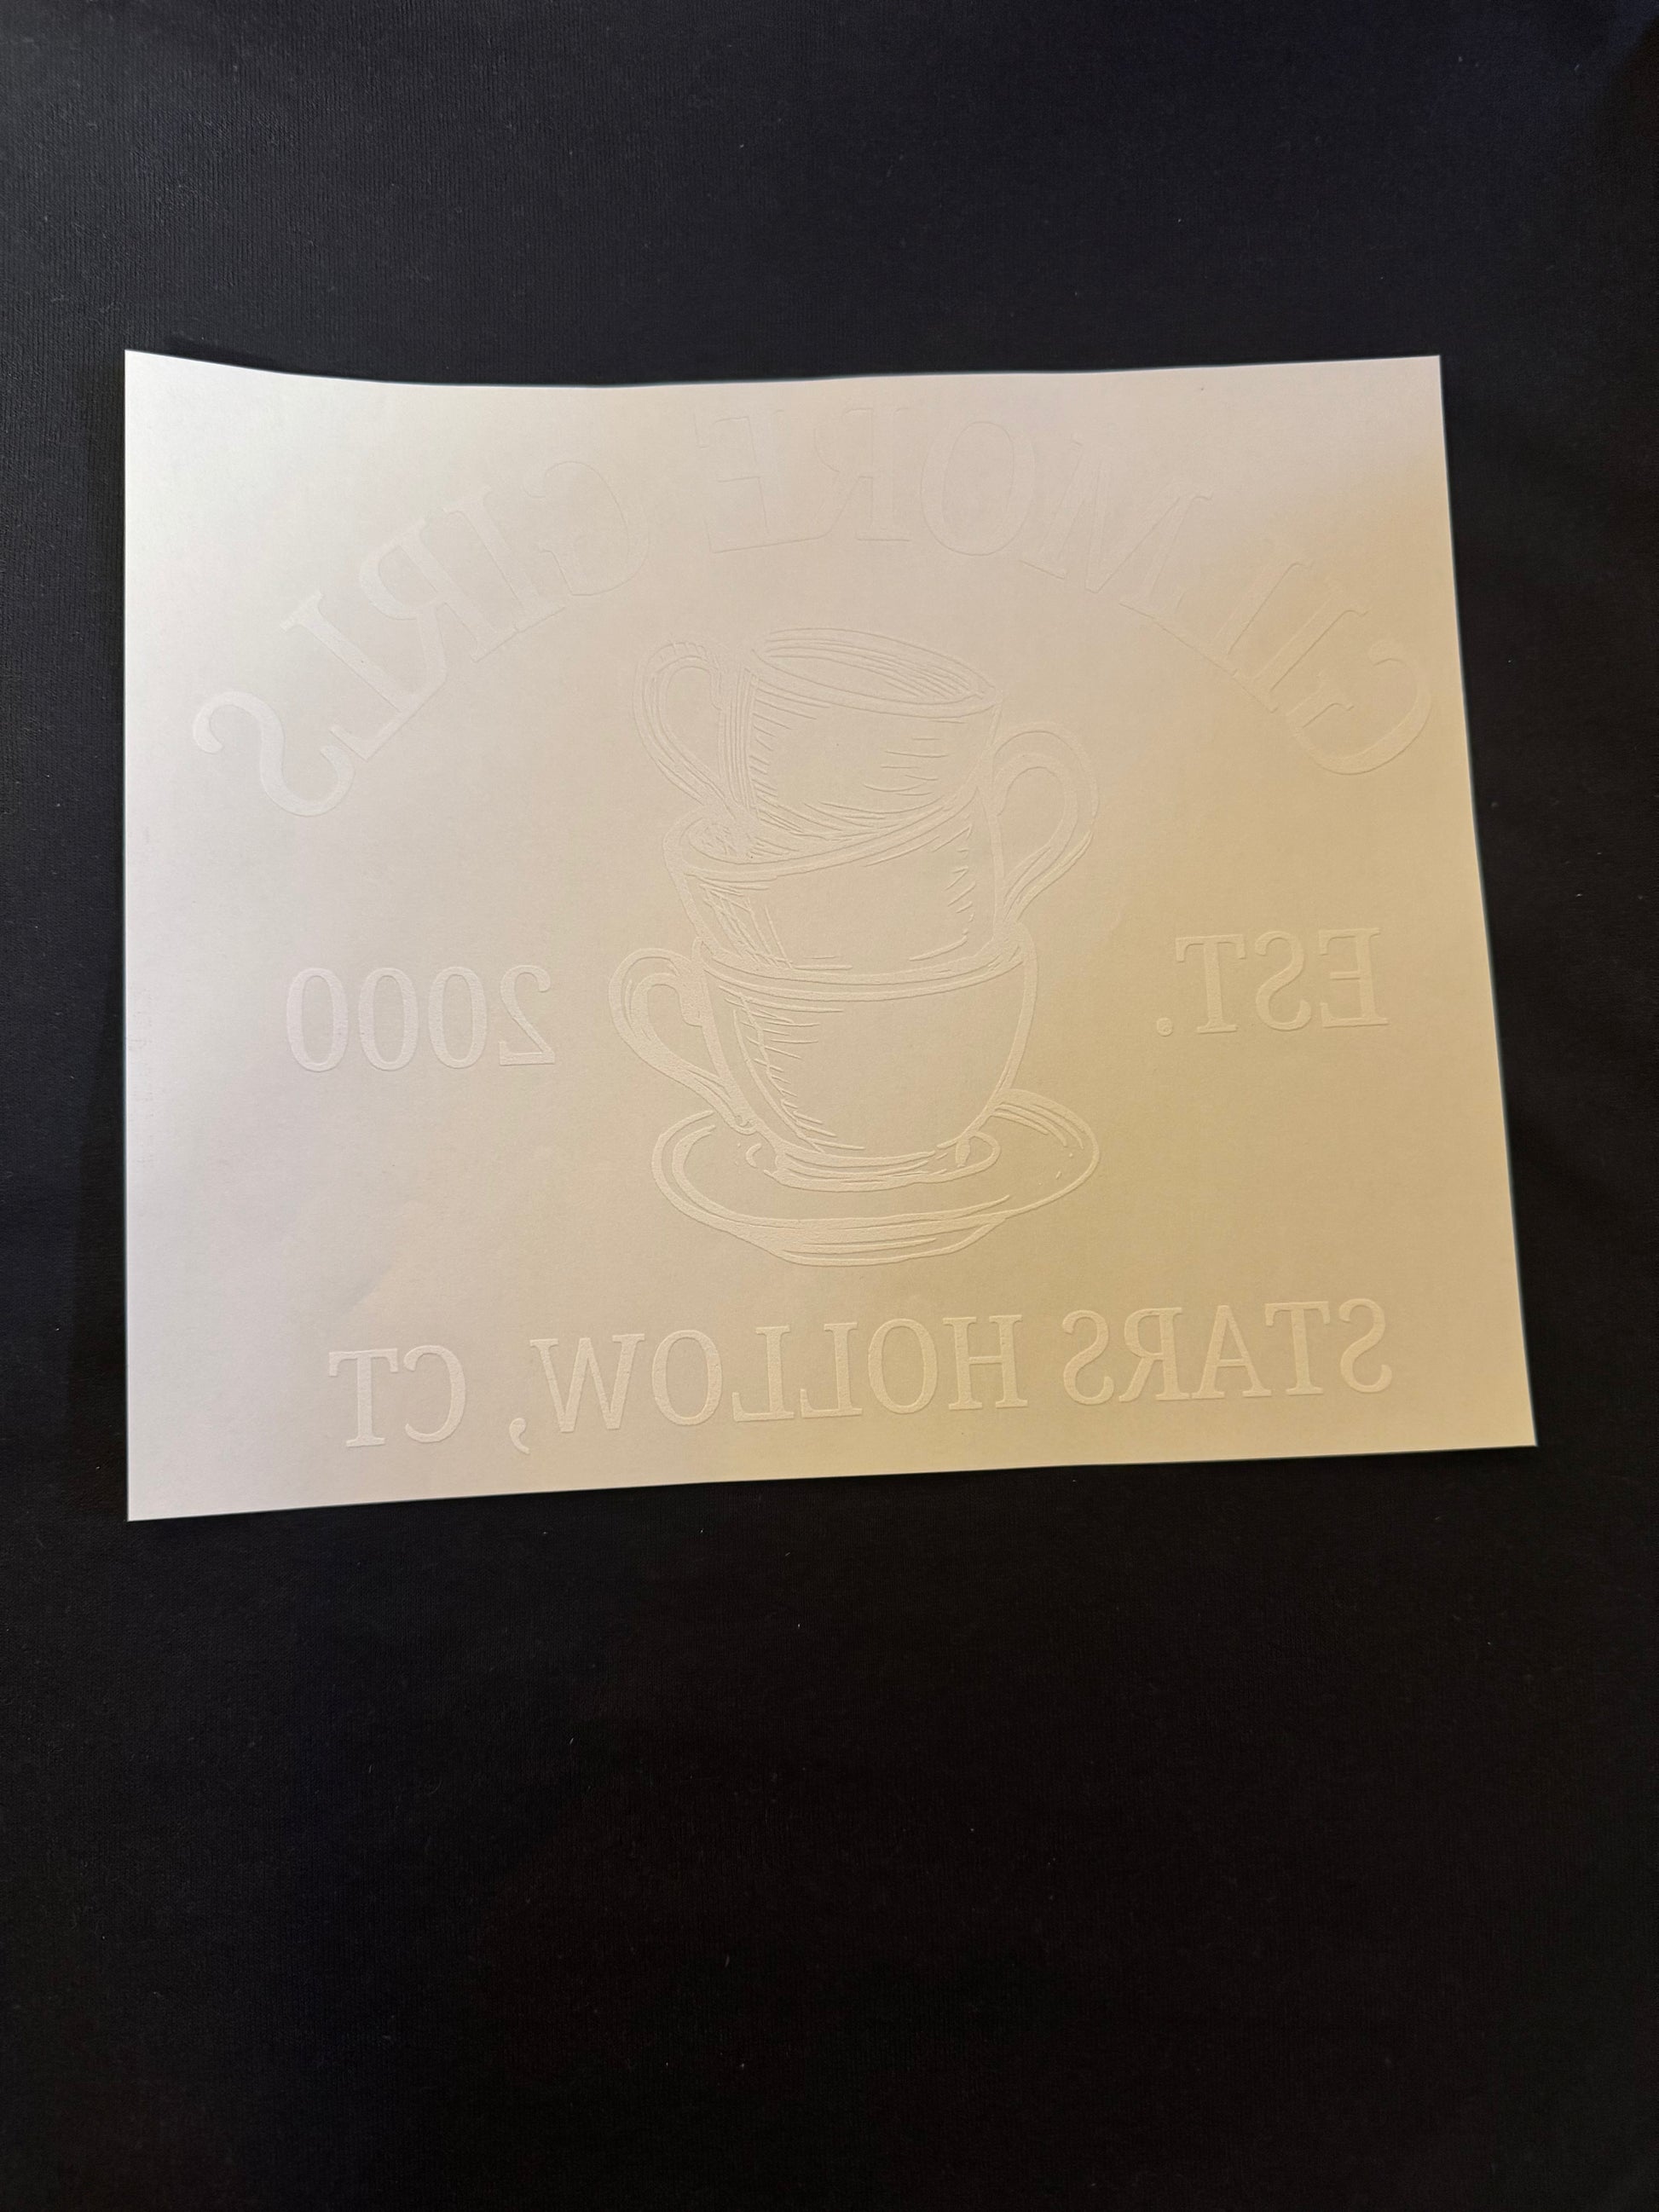 GILMORE GIRLS
EST. 2000
STARS HOLLOW, CT